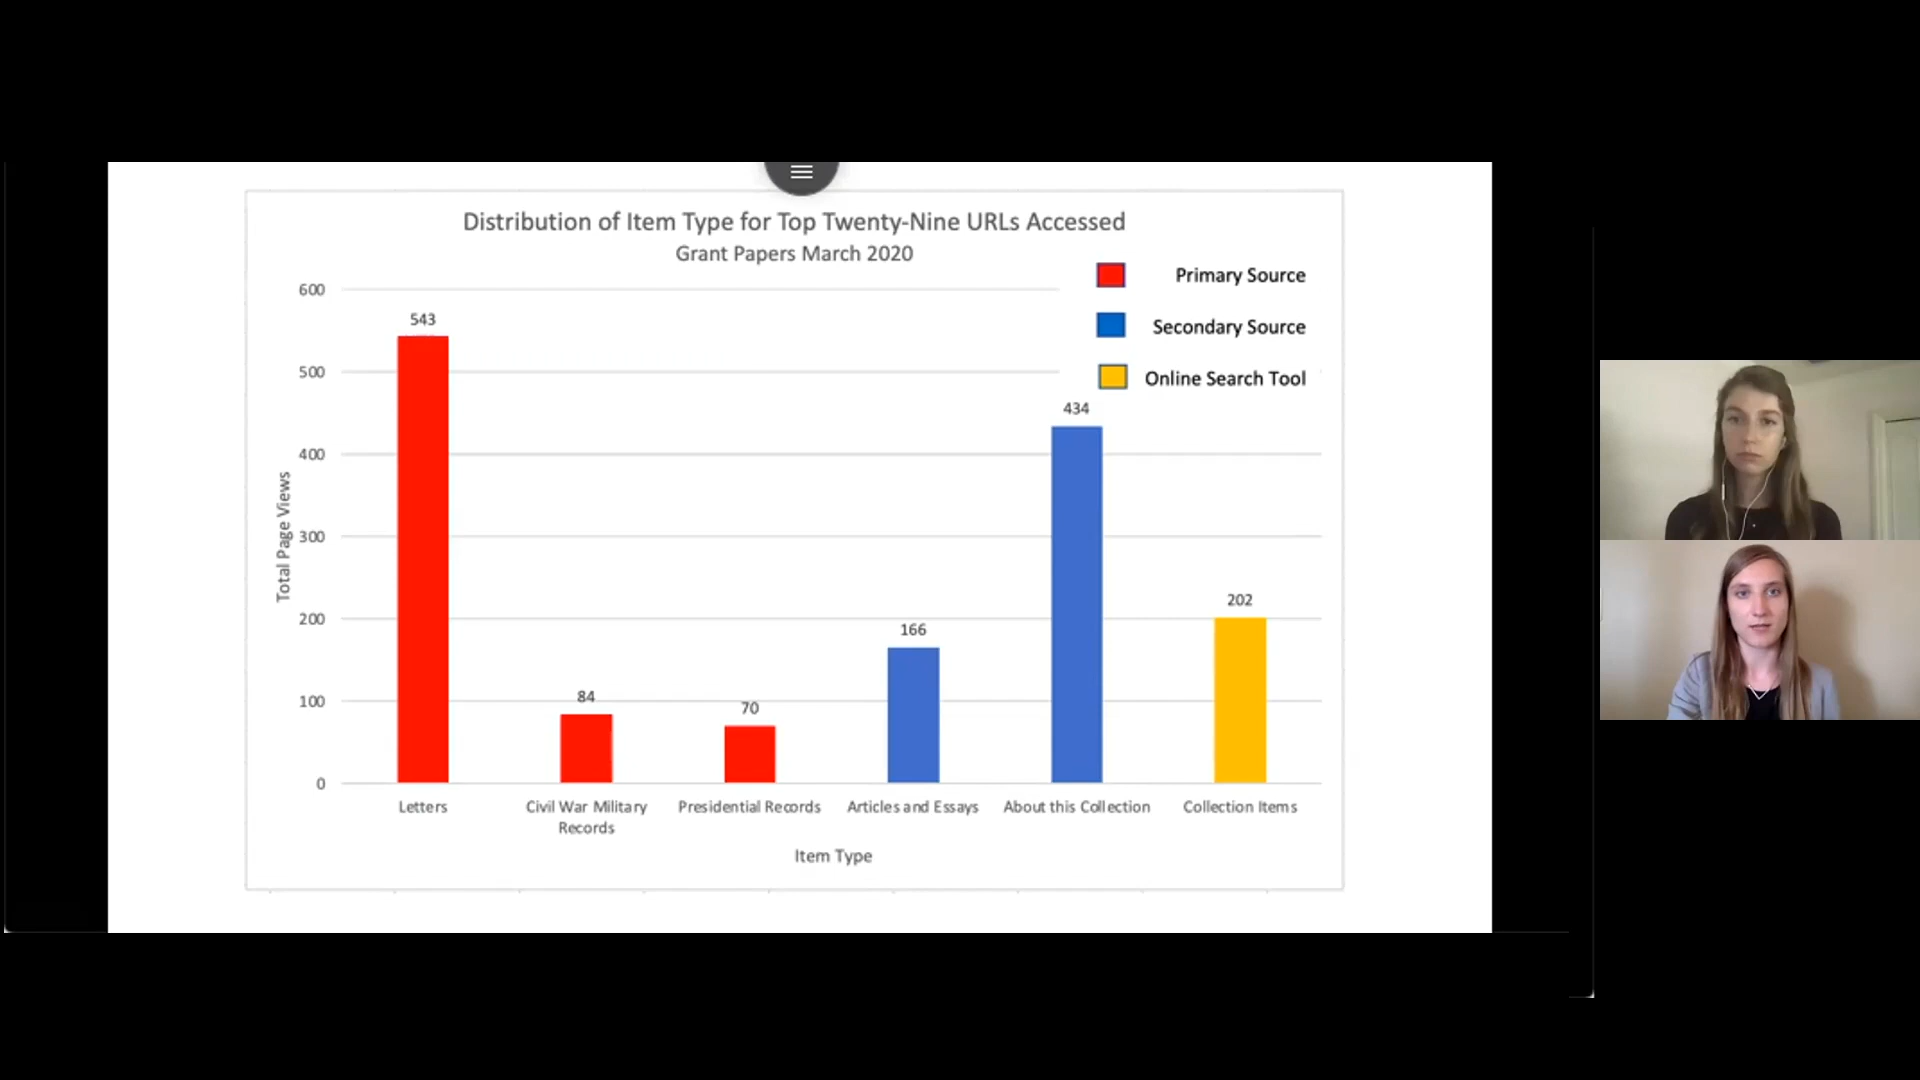 Distribution of Item Type for Top Twenty-Nine URLs Accessed
Grant Papers March 2020
Primary Source
Secondary Source
Online Search Tool
Total Page Views
600
500
400
300
200
100
0
543
84
70
166
434
202
Letters
Civil War Military
Records
Presidential Records
Articles and Essays
About this Collection
Collection Items
Item Type